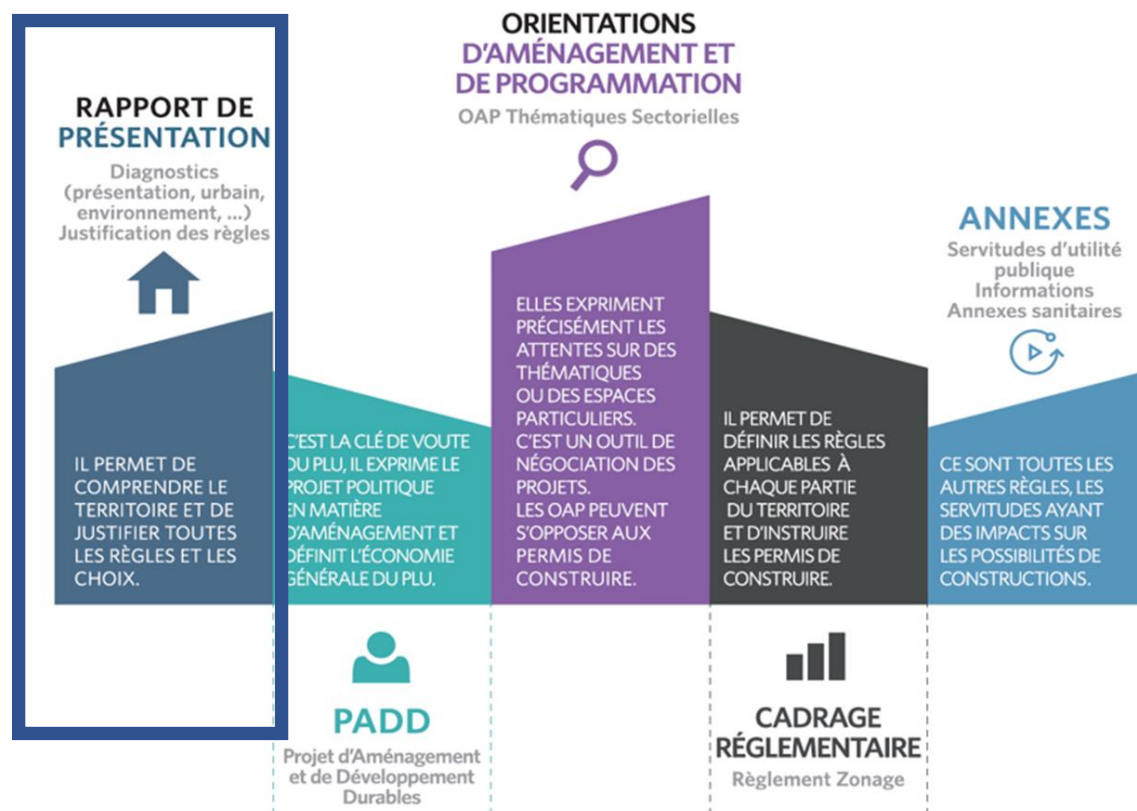 RAPPORT DE
PRÉSENTATION
Diagnostics
(présentation, urbain,
environnement, ...)
Justification des règles
IL PERMET DE
COMPRENDRE LE
TERRITOIRE ET DE
JUSTIFIER TOUTES
LES RÈGLES ET LES
CHOIX.
C'EST LA CLÉ DE VOUTE
DU PLU, IL EXPRIME LE
PROJET POLITIQUE
EN MATIÈRE
D'AMÉNAGEMENT ET
DÉFINIT L'ÉCONOMIE
GÉNÉRALE DU PLU.
PADD
Projet d'Aménagement
et de Développement
Durables
ORIENTATIONS
D'AMÉNAGEMENT ET
DE PROGRAMMATION
OAP Thématiques Sectorielles
ELLES EXPRIMENT
PRÉCISÉMENT LES
ATTENTES SUR DES
THÉMATIQUES
OU DES ESPACES
PARTICULIERS.
C'EST UN OUTIL DE
NÉGOCIATION DES
PROJETS.
LES OAP PEUVENT
S'OPPOSER AUX
PERMIS DE
CONSTRUIRE.
IL PERMET DE
DÉFINIR LES RÈGLES
APPLICABLES À
CHAQUE PARTIE
DU TERRITOIRE
ET D'INSTRUIRE
LES PERMIS DE
CONSTRUIRE.
CADRAGE
RÉGLEMENTAIRE
Règlement Zonage
ANNEXES
Servitudes d'utilité
publique
Informations
Annexes sanitaires
CE SONT TOUTES LES
AUTRES RÈGLES, LES
SERVITUDES AYANT
DES IMPACTS SUR
LES POSSIBILITÉS DE
CONSTRUCTIONS.